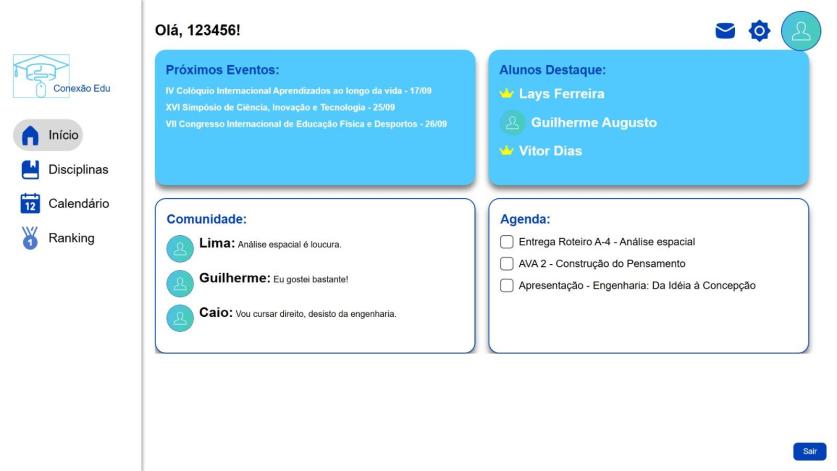 Olá, 123456!
Conexão Edu
Início
Disciplinas
12
Calendário
1
Ranking
Próximos Eventos:
IV Colóquio Internacional Aprendizados ao longo da vida - 17/09
XVI Simpósio de Ciência, Inovação e Tecnologia - 25/09
VII Congresso Internacional de Educação Física e Desportos - 26/09
Alunos Destaque:
Lays Ferreira
Guilherme Augusto
Vitor Dias
Comunidade:
Lima: Análise espacial é loucura.
Guilherme: Eu gostei bastante!
Caio: Vou cursar direito, desisto da engenharia.
Agenda:
Entrega Roteiro A-4 - Análise espacial
AVA 2 - Construção do Pensamento
Apresentação - Engenharia: Da Idéia à Concepção
Sair